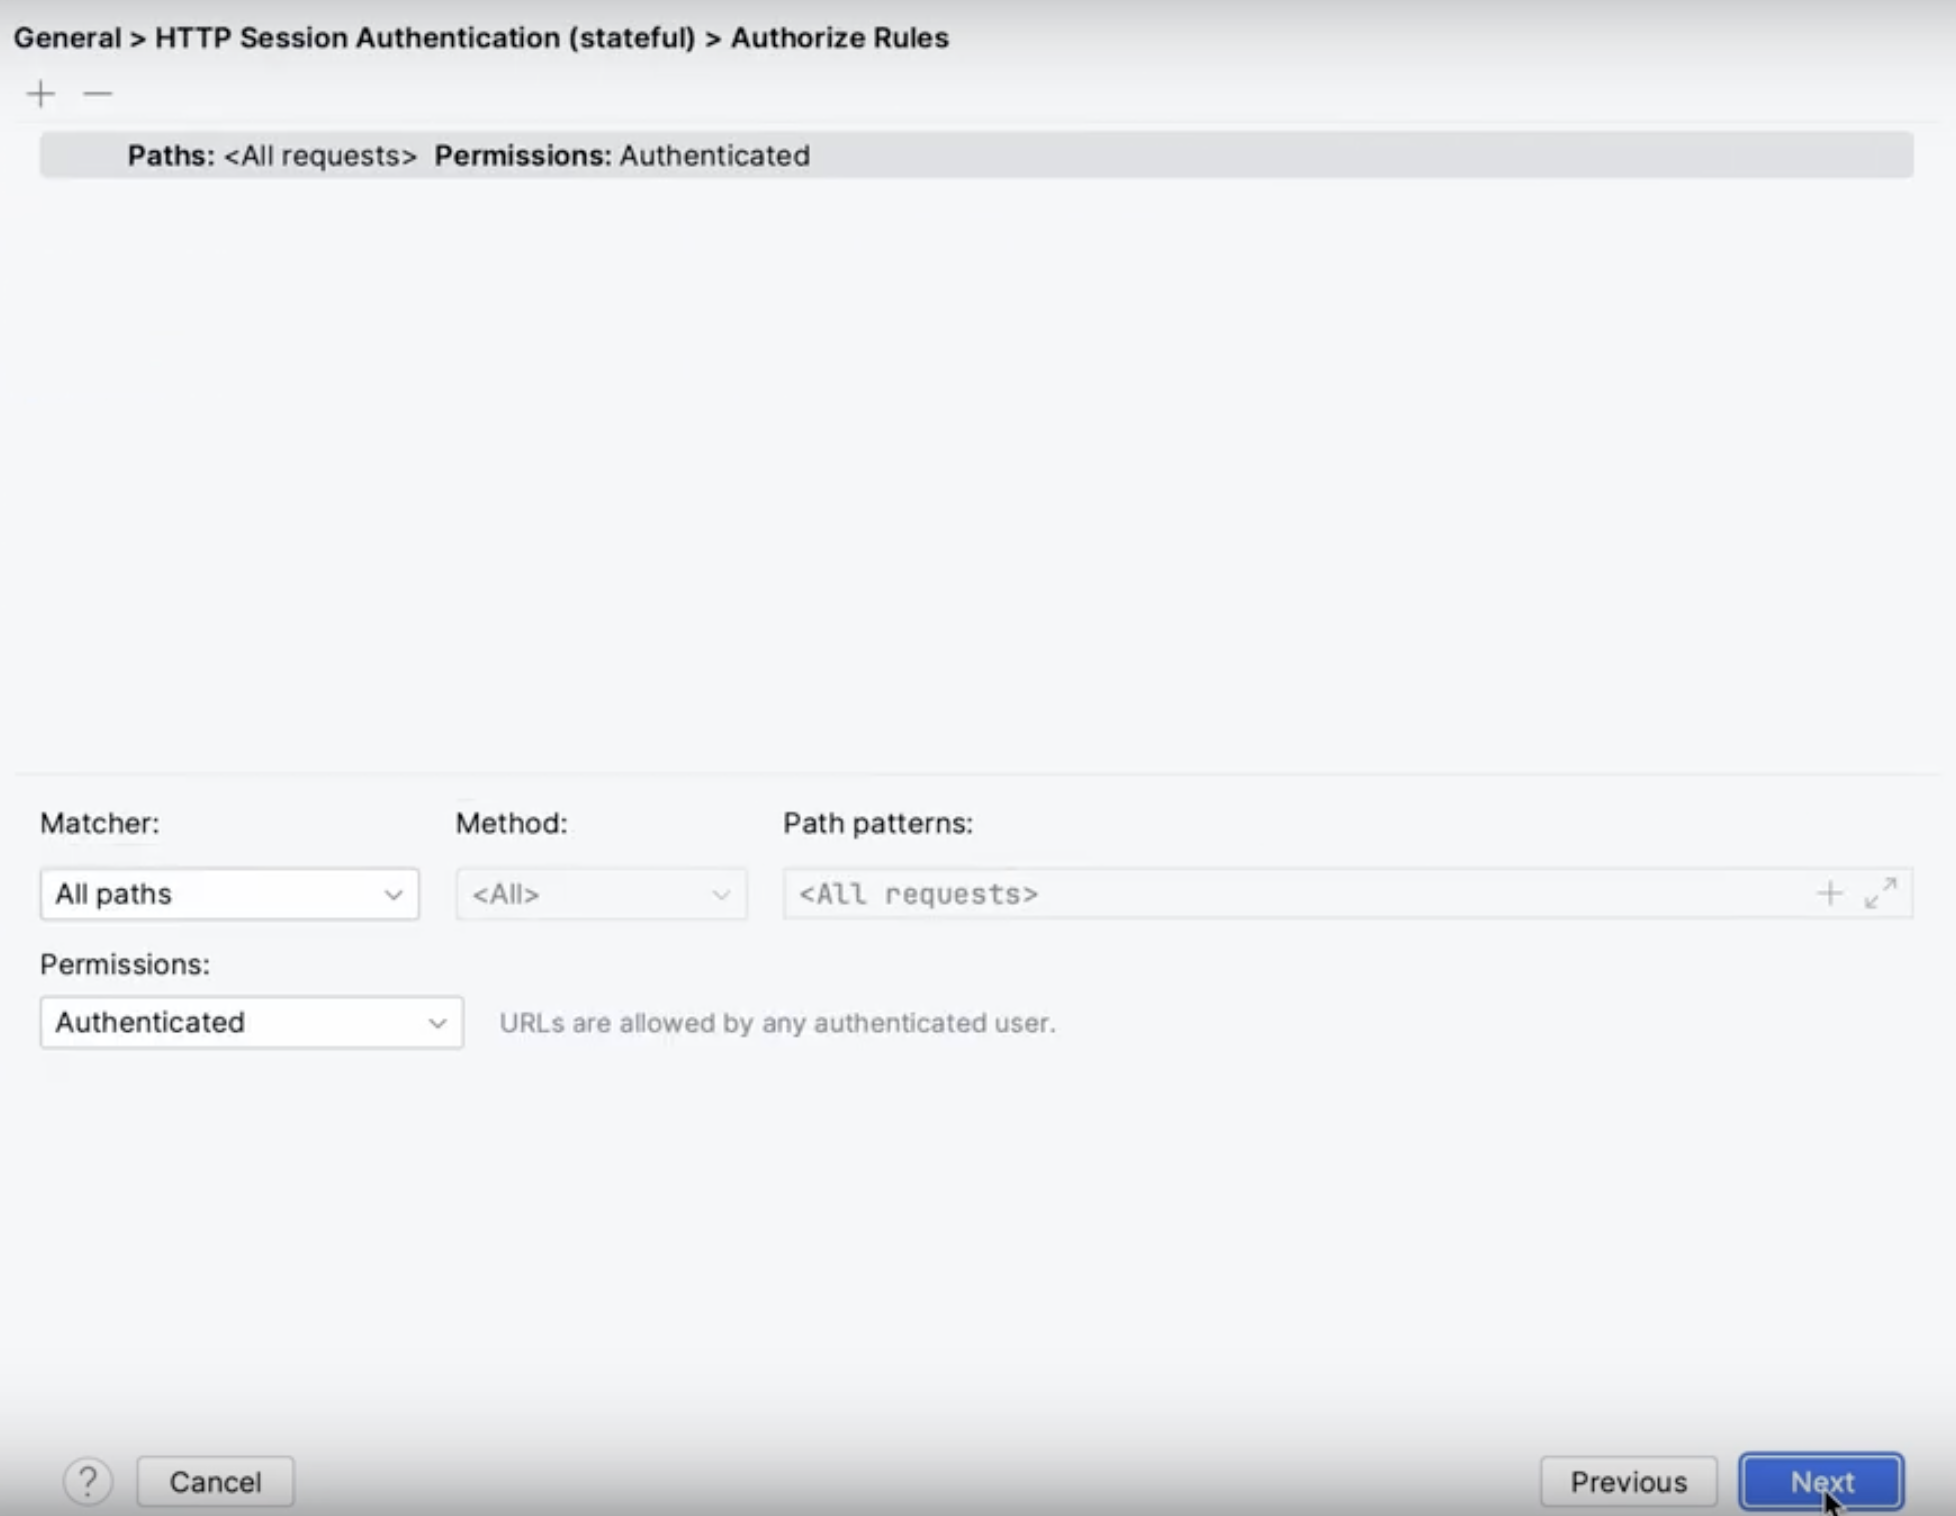 General > HTTP Session Authentication (stateful) > Authorize Rules
Paths: <All requests> Permissions: Authenticated
Matcher: Method: Path patterns:
All paths <All> <All requests>
Permissions:
Authenticated URLs are allowed by any authenticated user.
? Cancel Previous Next